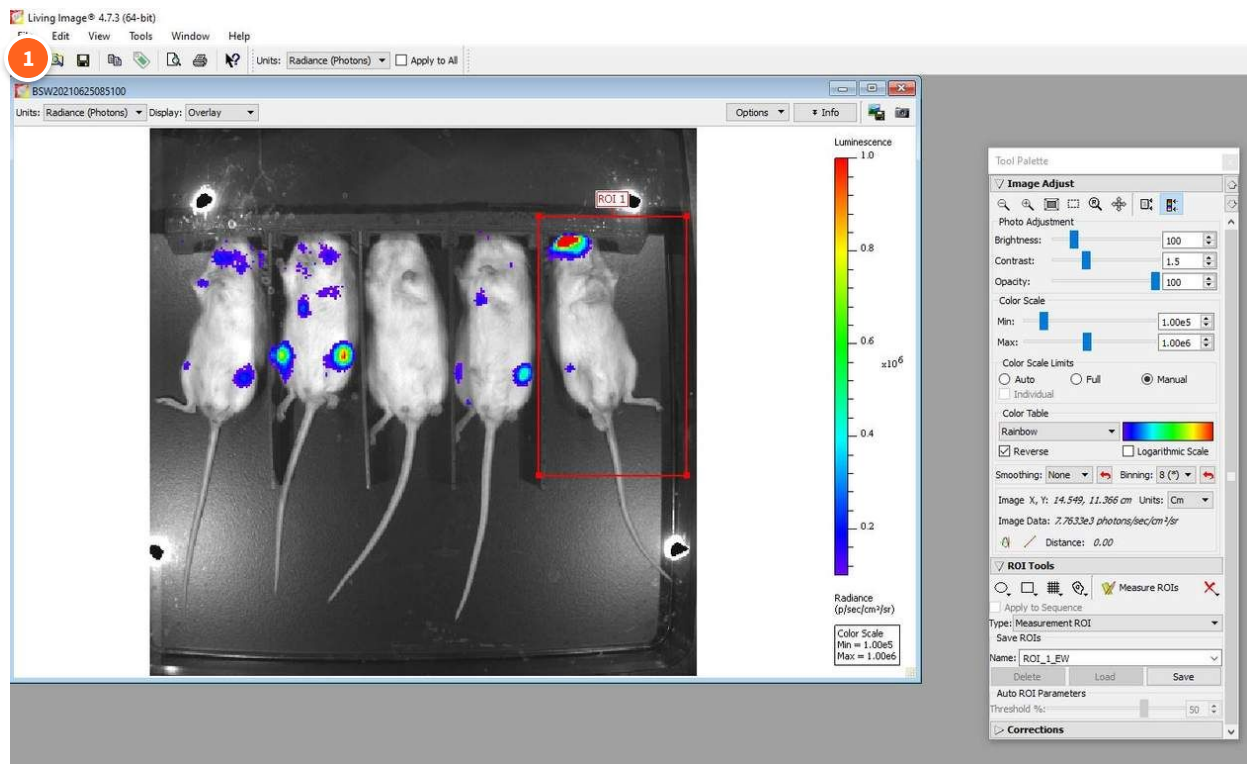 Living Image® 4.7.3 (64-bit)
Edit View Tools Window Help
1
Units: Radiance (Photons) Apply to All
BSW20210625085100
Units: Radiance (Photons) Display: Overlay Options Info
Luminescence
1.0
0.8
0.6
x10^6
0.4
0.2
ROI 1
Radiance
(p/sec/cm²/sr)
Color Scale
Min = 1.00e5
Max = 1.00e6
Tool Palette
Image Adjust
Photo Adjustment
Brightness: 100
Contrast: 1.5
Opacity: 100
Color Scale
Min: 1.00e5
Max: 1.00e6
Color Scale Limits
Auto Full Manual
Individual
Color Table
Rainbow
Reverse Logarithmic Scale
Smoothing: None Binning: 8 (*)
Image X, Y: 14.549, 11.366 cm Units: Cm
Image Data: 7.7633e3 photons/sec/cm²/sr
Distance: 0.00
ROI Tools
Measure ROIs
Apply to Sequence
Type: Measurement ROI
Save ROIs
Name: ROI_1_EW
Delete Load Save
Auto ROI Parameters
Threshold %: 50
Corrections